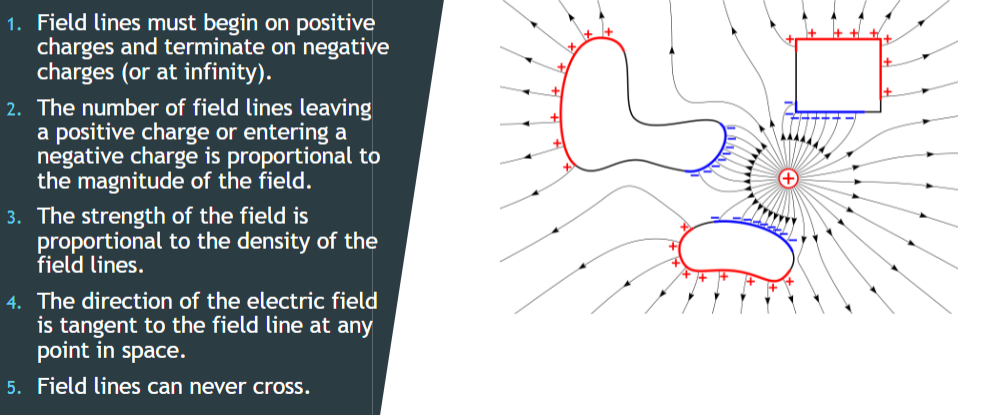 1. Field lines must begin on positive
charges and terminate on negative
charges (or at infinity).
2. The number of field lines leaving
a positive charge or entering a
negative charge is proportional to
the magnitude of the field.
3. The strength of the field is
proportional to the density of the
field lines.
4. The direction of the electric field
is tangent to the field line at any
point in space.
5. Field lines can never cross.